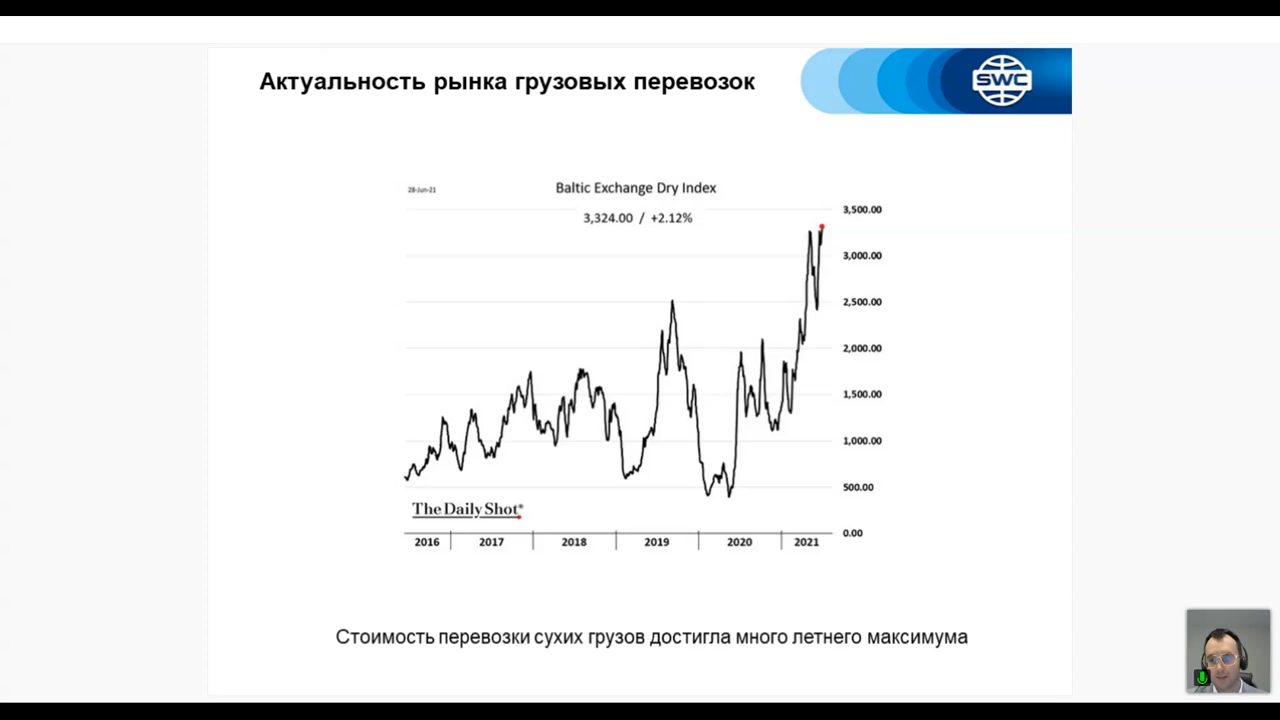 Актуальность рынка грузовых перевозок
SWC
28-Jun-21
Baltic Exchange Dry Index
3,324.00 / +2.12%
3,500.00
3,000.00
2,500.00
2,000.00
1,500.00
1,000.00
500.00
The Daily Shot®
0.00
2016 2017 2018 2019 2020 2021
Стоимость перевозки сухих грузов достигла много летнего максимума